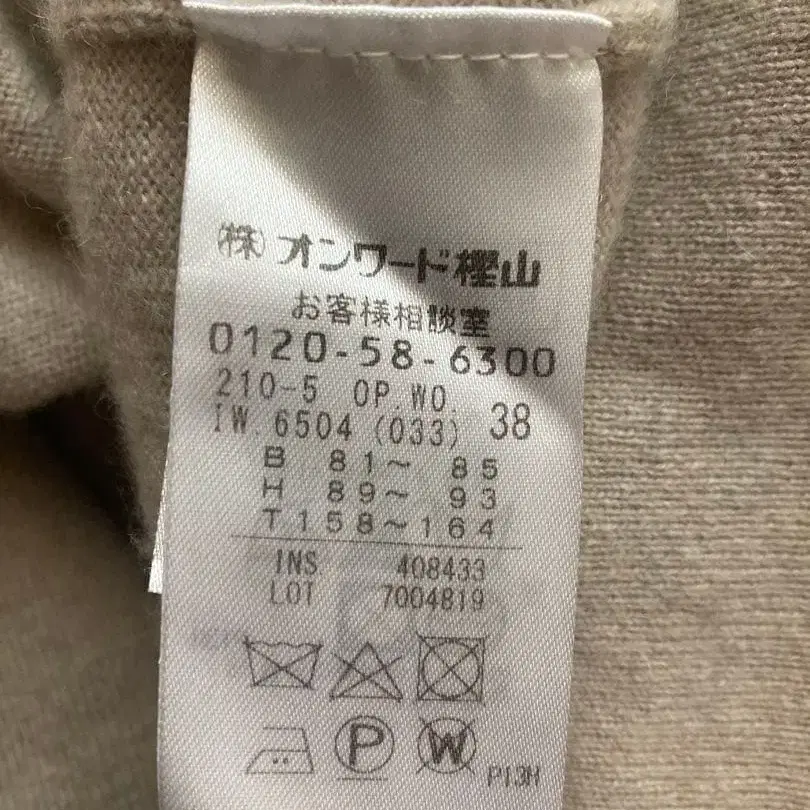 (株)オンワード樫山
お客様相談室
0120-58-6300
210-5 OP.WO. 38
IW.6504(033)
B 81～ 85
H 89～ 93
T158～164
INS 408433
LOT 7004819
P W P13H